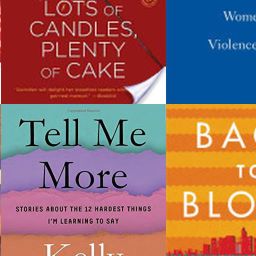 LOTS OF
CANDLES,
PLENTY
OF CAKE
Wome
Violence
Tell Me
More
STORIES ABOUT THE 12 HARDEST THINGS
I'M LEARNING TO SAY
Kelly
BAC
TO
BLO